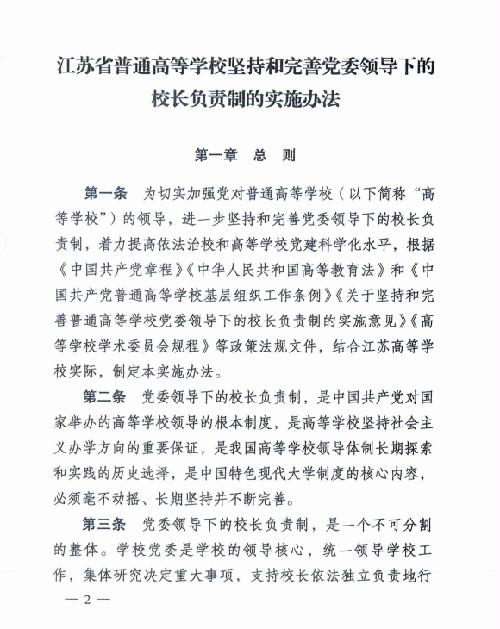 江苏省普通高等学校坚持和完善党委领导下的
校长负责制的实施办法
第一章 总 则
第一条 为切实加强党对普通高等学校（以下简称“高
等学校”）的领导，进一步坚持和完善党委领导下的校长负
责制，着力提高依法治校和高等学校党建科学化水平，根据
《中国共产党章程》《中华人民共和国高等教育法》和《中
国共产党普通高等学校基层组织工作条例》《关于坚持和完
善普通高等学校党委领导下的校长负责制的实施意见》《高
等学校学术委员会规程》等政策法规文件，结合江苏高等学
校实际，制定本实施办法。
第二条 党委领导下的校长负责制，是中国共产党对国
家举办的高等学校领导的根本制度，是高等学校坚持社会主
义办学方向的重要保证，是我国高等学校领导体制长期探索
和实践的历史选择，是中国特色现代大学制度的核心内容，
必须毫不动摇、长期坚持并不断完善。
第三条 党委领导下的校长负责制，是一个不可分割
的整体。学校党委是学校的领导核心，统一领导学校工
作，集体研究决定重大事项，支持校长依法独立负责地行
— 2 —